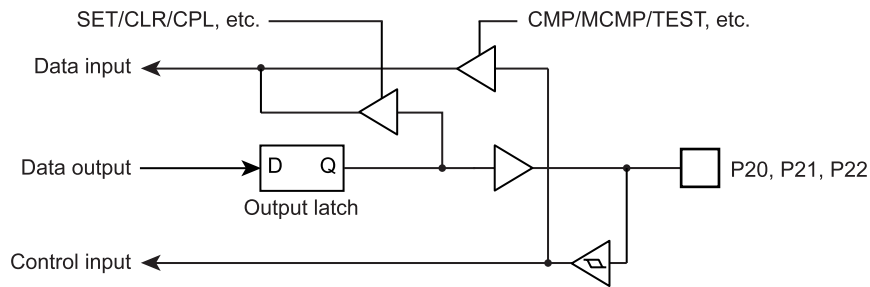 SET/CLR/CPL, etc.
CMP/MCMP/TEST, etc.
Data input
Data output
D
Q
P20, P21, P22
Output latch
Control input